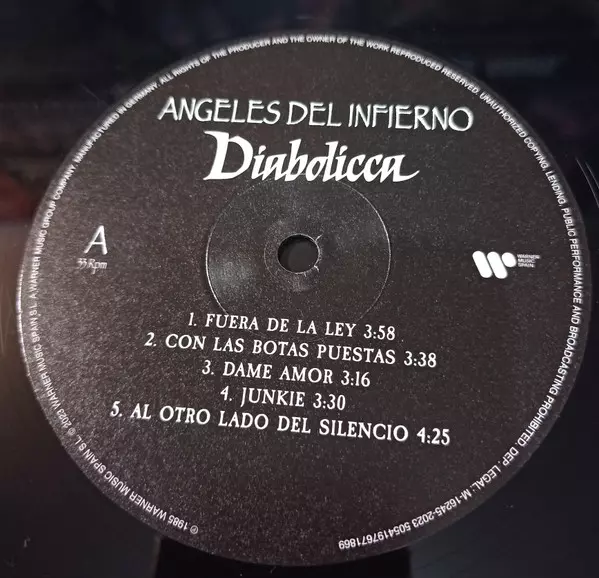 ANGELES DEL INFIERNO
Diabolicca
A
33 Rpm
WARNER
MUSIC
SPAIN
1. FUERA DE LA LEY 3:58
2. CON LAS BOTAS PUESTAS 3:38
3. DAME AMOR 3:16
4. JUNKIE 3:30
5. AL OTRO LADO DEL SILENCIO 4:25
℗ 1985 WARNER MUSIC SPAIN S.L. © 2023 WARNER MUSIC SPAIN, S.L. A WARNER MUSIC GROUP COMPANY. MANUFACTURED IN GERMANY. ALL RIGHTS OF THE PRODUCER AND THE OWNER OF THE WORK REPRODUCED RESERVED. UNAUTHORIZED COPYING, LENDING, PUBLIC PERFORMANCE AND BROADCASTING PROHIBITED. DEP. LEGAL. M-16245-2023 5054197671869